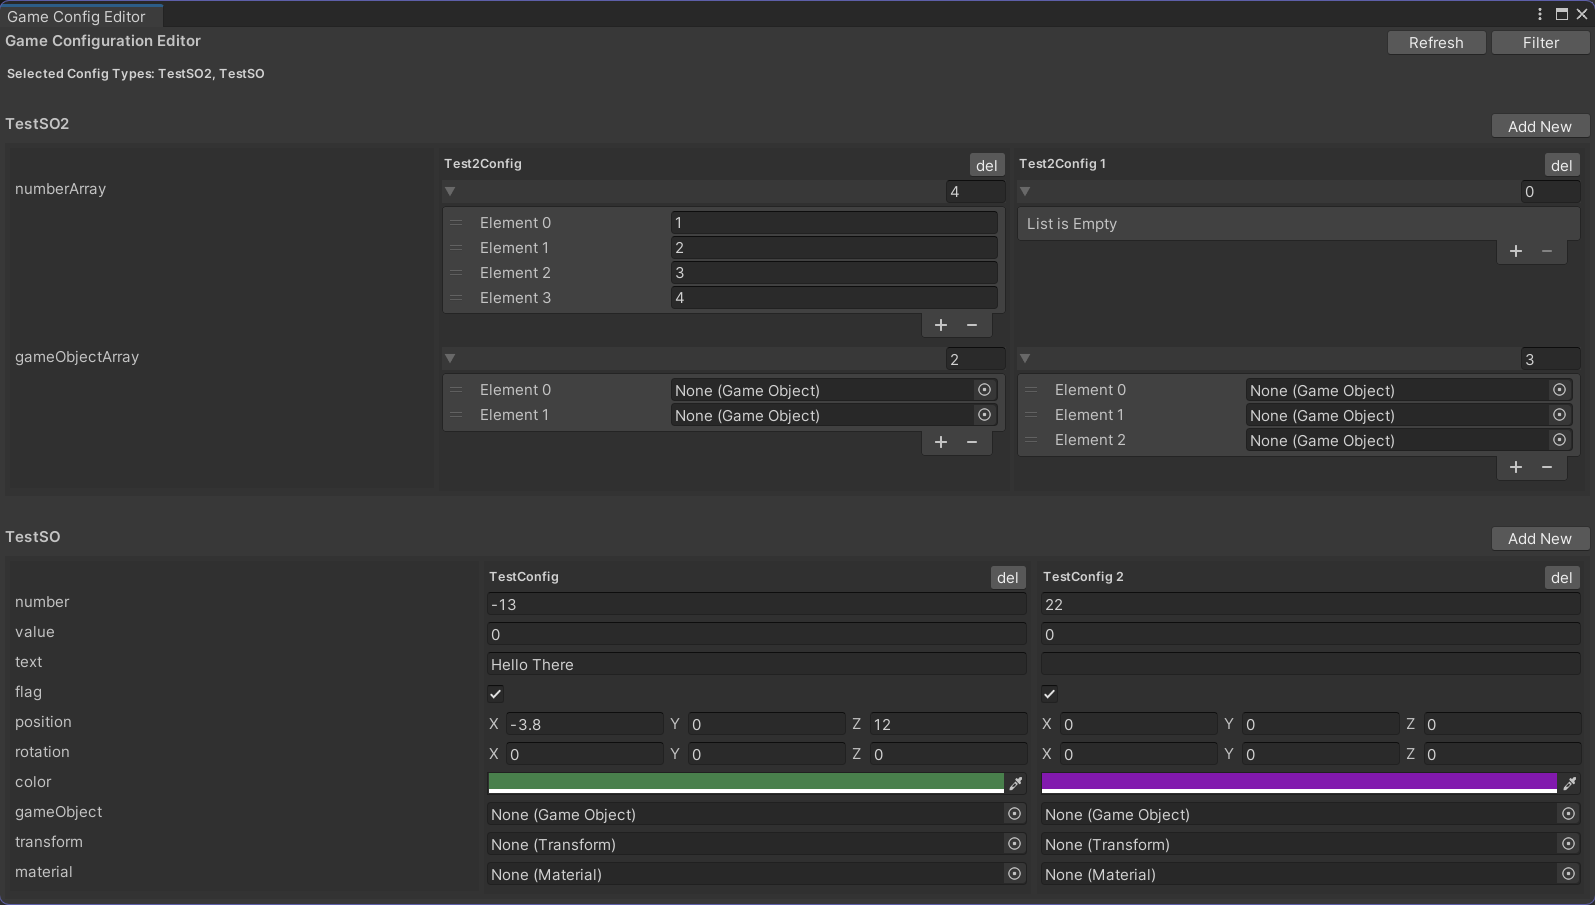 Game Config Editor
Game Configuration Editor Refresh Filter
Selected Config Types: TestSO2, TestSO
TestSO2 Add New
Test2Config del Test2Config 1 del
numberArray 4 0
Element 0 1 List is Empty
Element 1 2
Element 2 3
Element 3 4
gameObjectArray 2 3
Element 0 None (Game Object) Element 0 None (Game Object)
Element 1 None (Game Object) Element 1 None (Game Object)
Element 2 None (Game Object)
TestSO Add New
TestConfig del TestConfig 2 del
number -13 22
value 0 0
text Hello There
flag
position X -3.8 Y 0 Z 12 X 0 Y 0 Z 0
rotation X 0 Y 0 Z 0 X 0 Y 0 Z 0
color
gameObject None (Game Object) None (Game Object)
transform None (Transform) None (Transform)
material None (Material) None (Material)